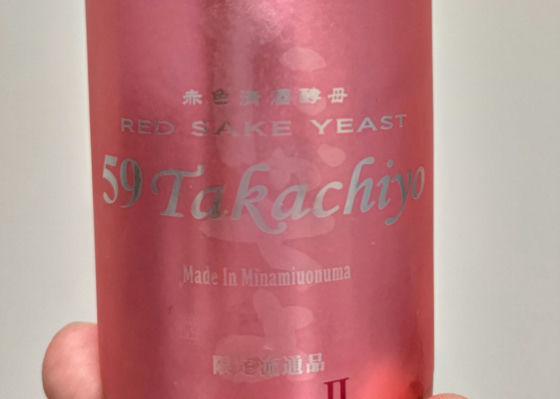 赤色清酒酵母
RED SAKE YEAST
59 Takachiyo
Made In Minamiuonuma
限定流通品
II